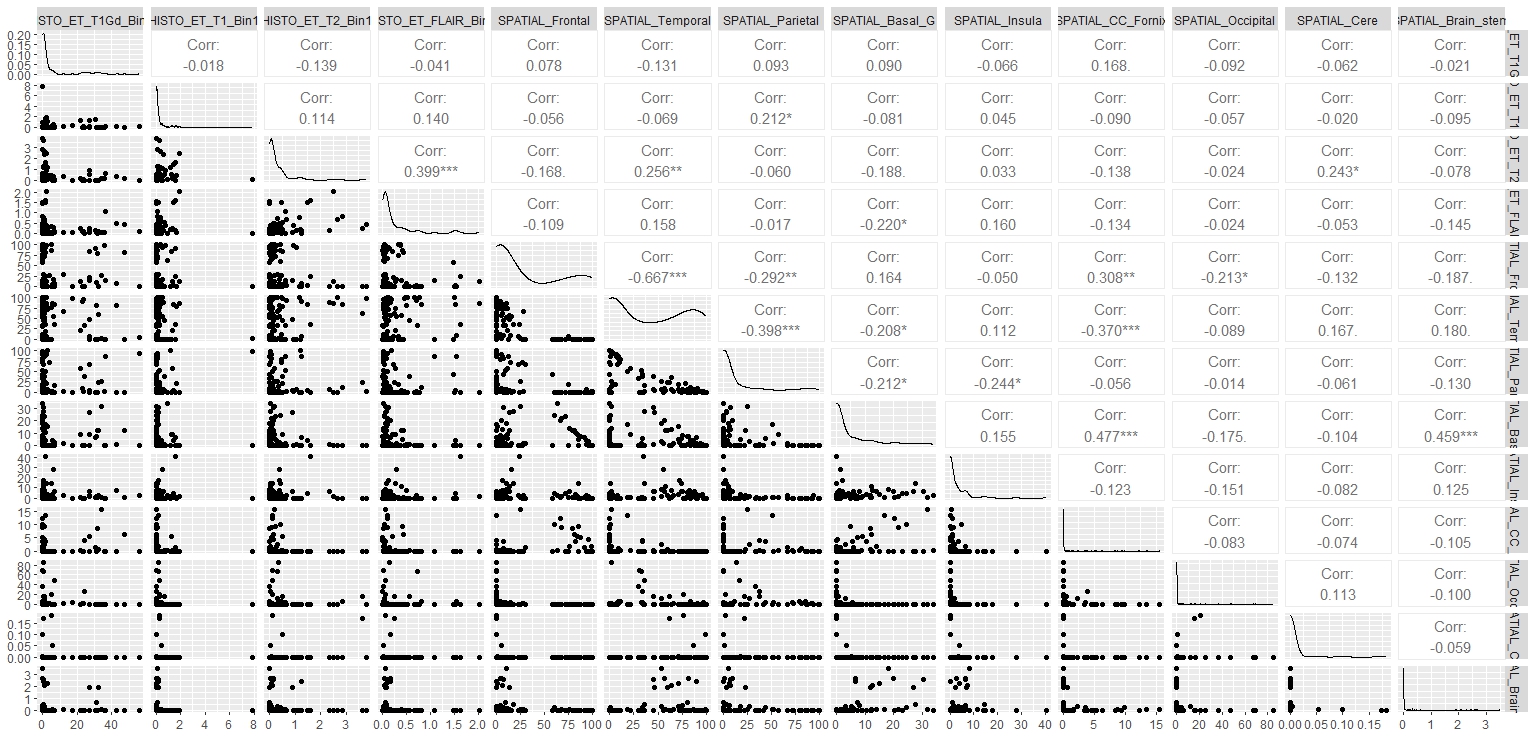 STO_ET_T1Gd_Bin HISTO_ET_T1_Bin1 HISTO_ET_T2_Bin1 STO_ET_FLAIR_Bin SPATIAL_Frontal SPATIAL_Temporal SPATIAL_Parietal SPATIAL_Basal_G SPATIAL_Insula SPATIAL_CC_Fornix SPATIAL_Occipital SPATIAL_Cere SPATIAL_Brain_stem
0.20
0.15
0.10
0.05
0.00
Corr: Corr: Corr: Corr: Corr: Corr: Corr: Corr: Corr: Corr: Corr: Corr:
-0.018 -0.139 -0.041 0.078 -0.131 0.093 0.090 -0.066 0.168. -0.092 -0.062 -0.021
ET_T1G
8
6
4
2
0
Corr: Corr: Corr: Corr: Corr: Corr: Corr: Corr: Corr: Corr: Corr:
0.114 0.140 -0.056 -0.069 0.212* -0.081 0.045 -0.090 -0.057 -0.020 -0.095
_ET_T1
3
2
1
0
Corr: Corr: Corr: Corr: Corr: Corr: Corr: Corr: Corr: Corr:
0.399*** -0.168. 0.256** -0.060 -0.188. 0.033 -0.138 -0.024 0.243* -0.078
_ET_T2
2.0
1.5
1.0
0.5
0.0
Corr: Corr: Corr: Corr: Corr: Corr: Corr: Corr: Corr:
-0.109 0.158 -0.017 -0.220* 0.160 -0.134 -0.024 -0.053 -0.145
ET_FLAI
100
75
50
25
0
Corr: Corr: Corr: Corr: Corr: Corr: Corr: Corr:
-0.667*** -0.292** 0.164 -0.050 0.308** -0.213* -0.132 -0.187.
TIAL_Fro
100
75
50
25
0
Corr: Corr: Corr: Corr: Corr: Corr: Corr:
-0.398*** -0.208* 0.112 -0.370*** -0.089 0.167. 0.180.
IAL_Tem
100
75
50
25
0
Corr: Corr: Corr: Corr: Corr: Corr:
-0.212* -0.244* -0.056 -0.014 -0.061 -0.130
TIAL_Par
30
20
10
0
Corr: Corr: Corr: Corr: Corr:
0.155 0.477*** -0.175. -0.104 0.459***
IAL_Bas
40
30
20
10
0
Corr: Corr: Corr: Corr:
-0.123 -0.151 -0.082 0.125
ATIAL_In
15
10
5
0
Corr: Corr: Corr:
-0.083 -0.074 -0.105
AL_CC_
80
60
40
20
0
Corr: Corr:
0.113 -0.100
IAL_Occ
0.15
0.10
0.05
0.00
Corr:
-0.059
ATIAL_C
3
2
1
0
AL_Brain
0 20 40 0 2 4 6 8 0 1 2 3 0.0 0.5 1.0 1.5 2.0 0 25 50 75 100 0 25 50 75 100 0 25 50 75 100 0 10 20 30 0 10 20 30 40 0 5 10 15 0 20 40 60 80 0.00 0.05 0.10 0.15 0 1 2 3